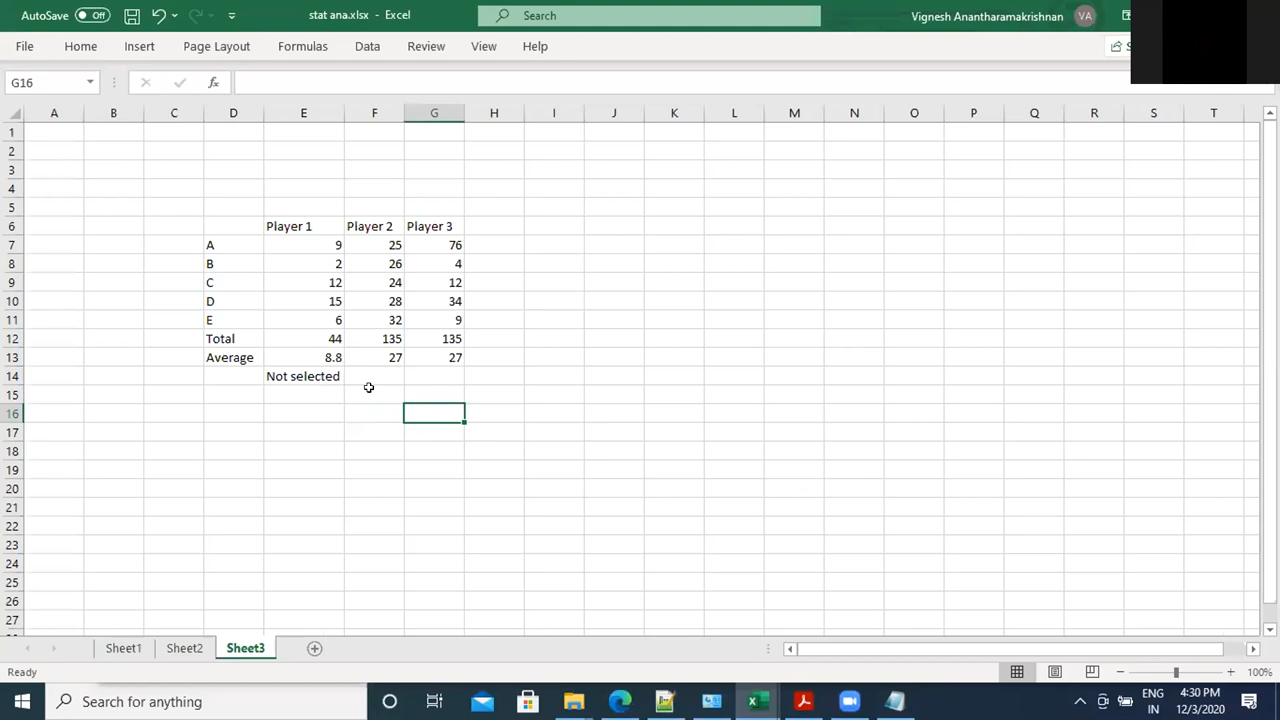 AutoSave Off stat ana.xlsx - Excel Search Vignesh Anantharamakrishnan VA
File Home Insert Page Layout Formulas Data Review View Help
G16 fx
A B C D E F G H I J K L M N O P Q R S T
1
2
3
4
5
6 Player 1 Player 2 Player 3
7 A 9 25 76
8 B 2 26 4
9 C 12 24 12
10 D 15 28 34
11 E 6 32 9
12 Total 44 135 135
13 Average 8.8 27 27
14 Not selected
15
16
17
18
19
20
21
22
23
24
25
26
27
Sheet1 Sheet2 Sheet3
Ready 100%
Search for anything ENG 4:30 PM
IN 12/3/2020